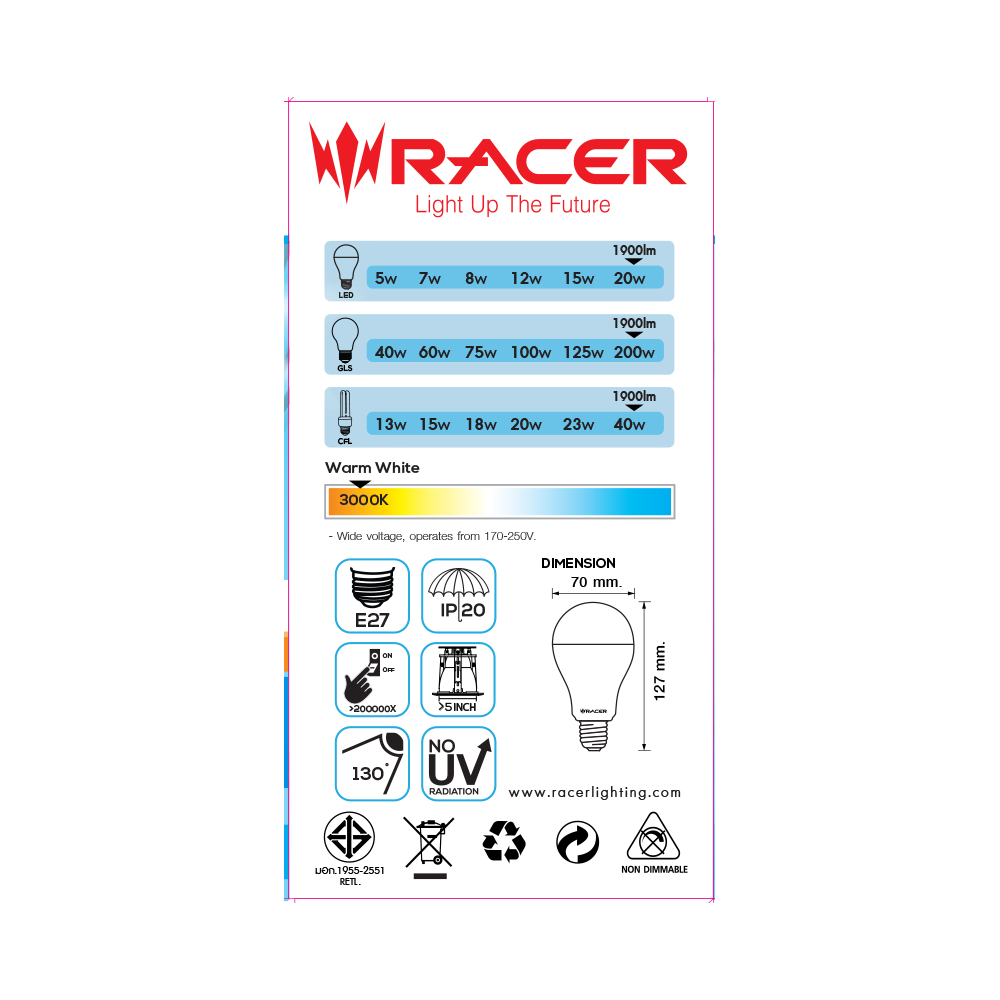 RACER
Light Up The Future
1900lm
5w 7w 8w 12w 15w 20w
LED
1900lm
40w 60w 75w 100w 125w 200w
GLS
1900lm
13w 15w 18w 20w 23w 40w
CFL
Warm White
3000K
- Wide voltage, operates from 170-250V.
E27
IP 20
DIMENSION
70 mm.
127 mm.
RACER
ON
OFF
>200000X
>5 INCH
130°
NO
UV
RADIATION
www.racerlighting.com
มอก.1955-2551
RETL.
NON DIMMABLE